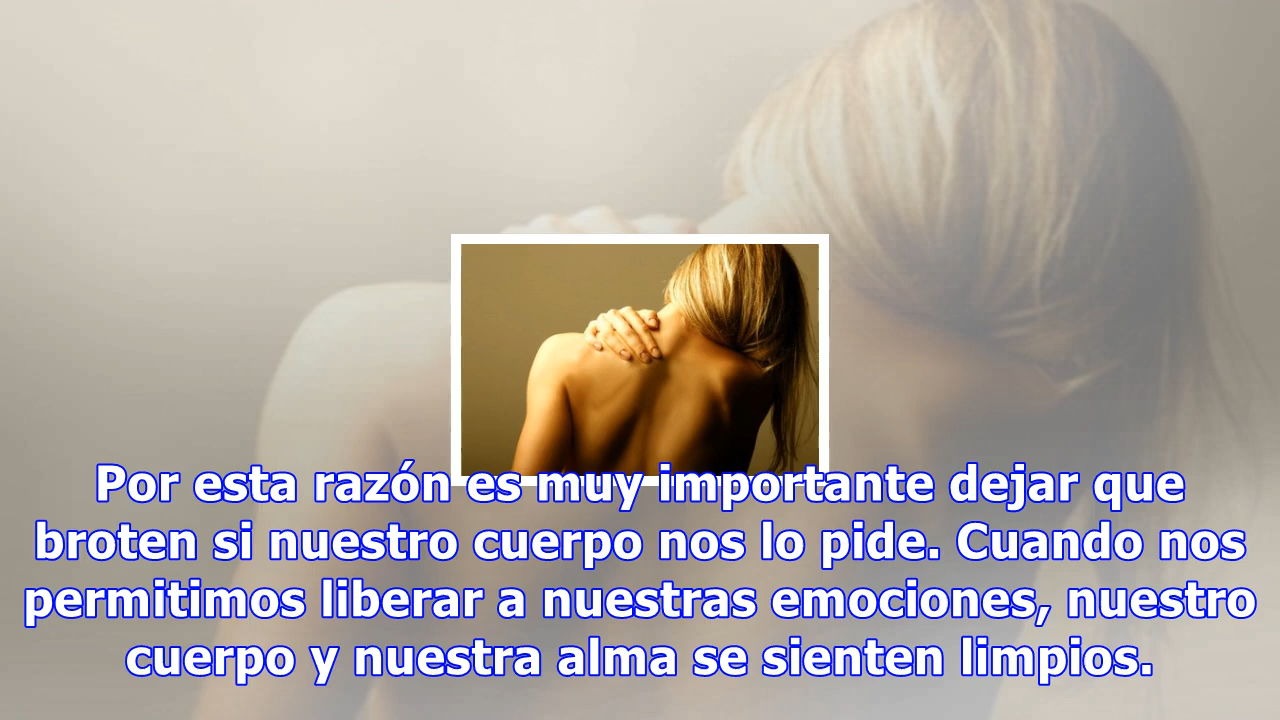 Por esta razón es muy importante dejar que
broten si nuestro cuerpo nos lo pide. Cuando nos
permitimos liberar a nuestras emociones, nuestro
cuerpo y nuestra alma se sienten limpios.